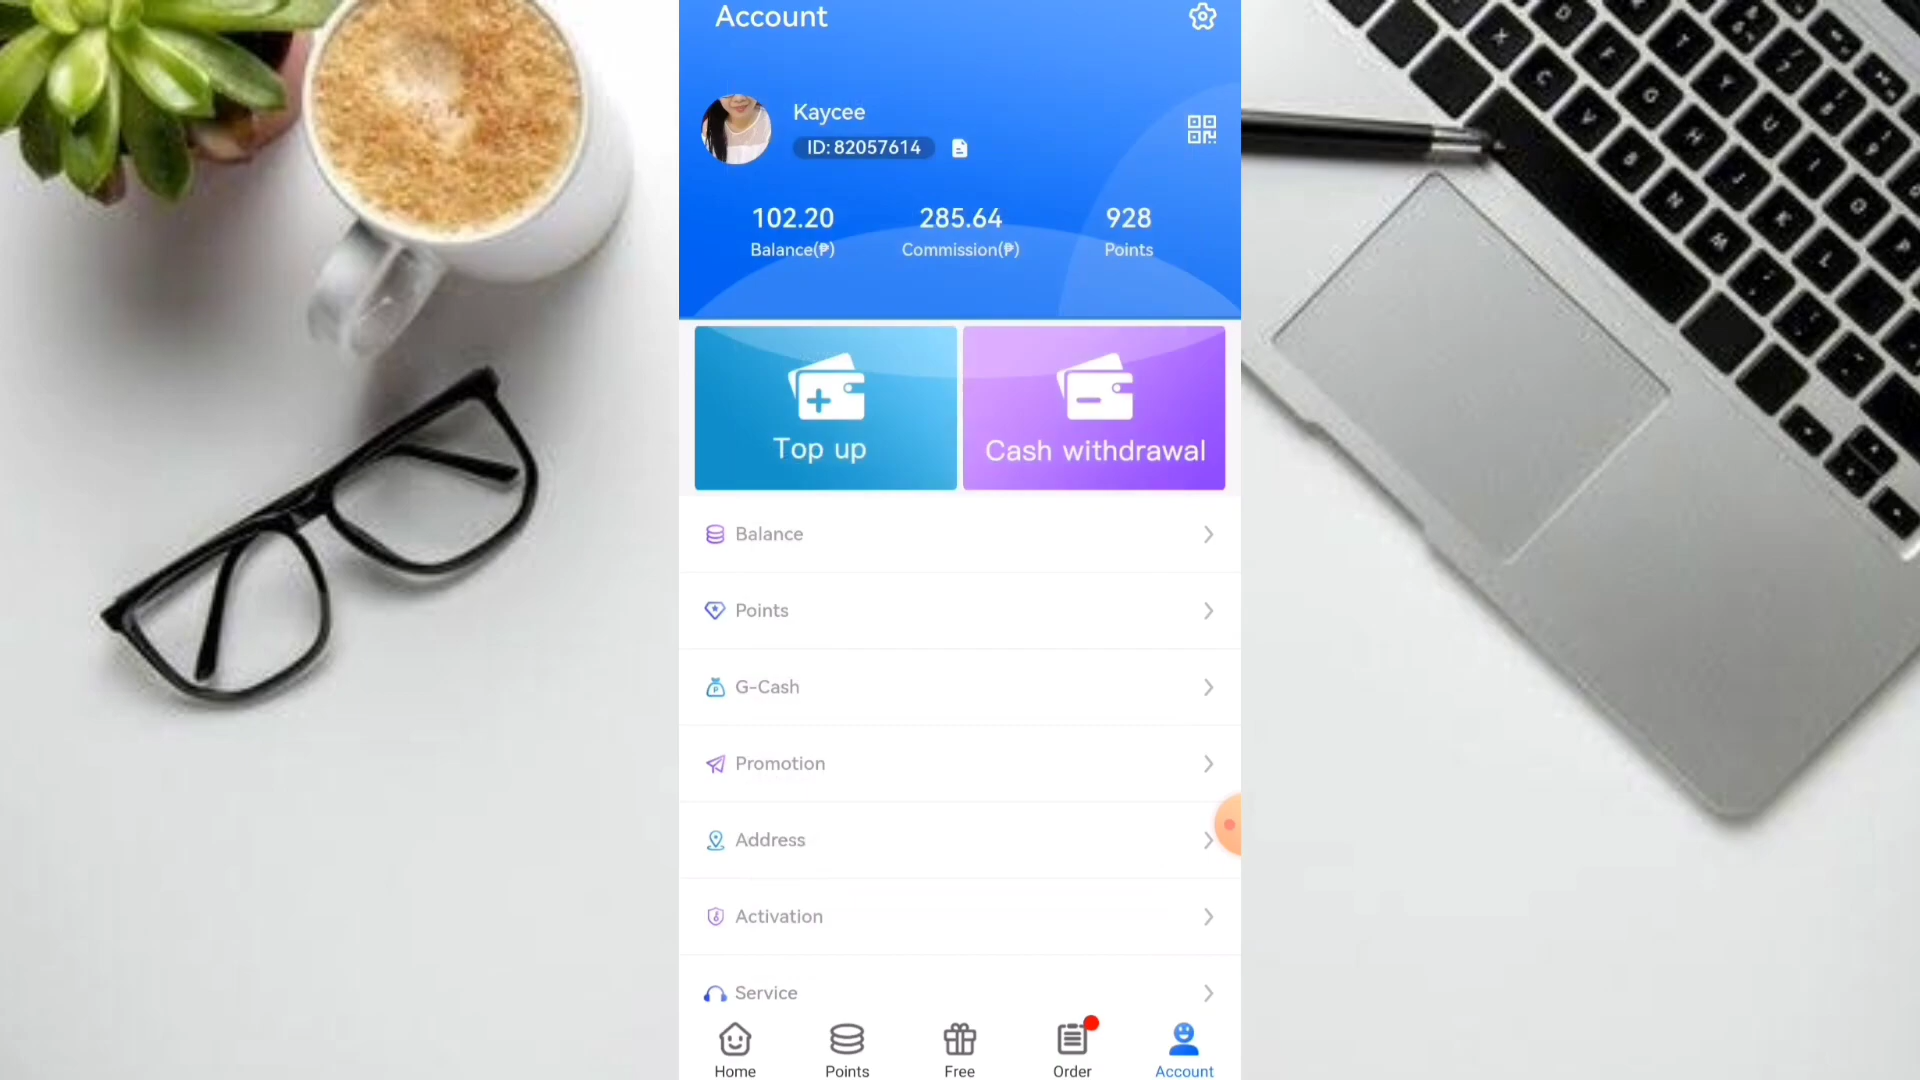 Account
Kaycee
ID: 82057614
102.20 285.64 928
Balance(₱) Commission(₱) Points
Top up Cash withdrawal
Balance
Points
G-Cash
Promotion
Address
Activation
Service
Home Points Free Order Account